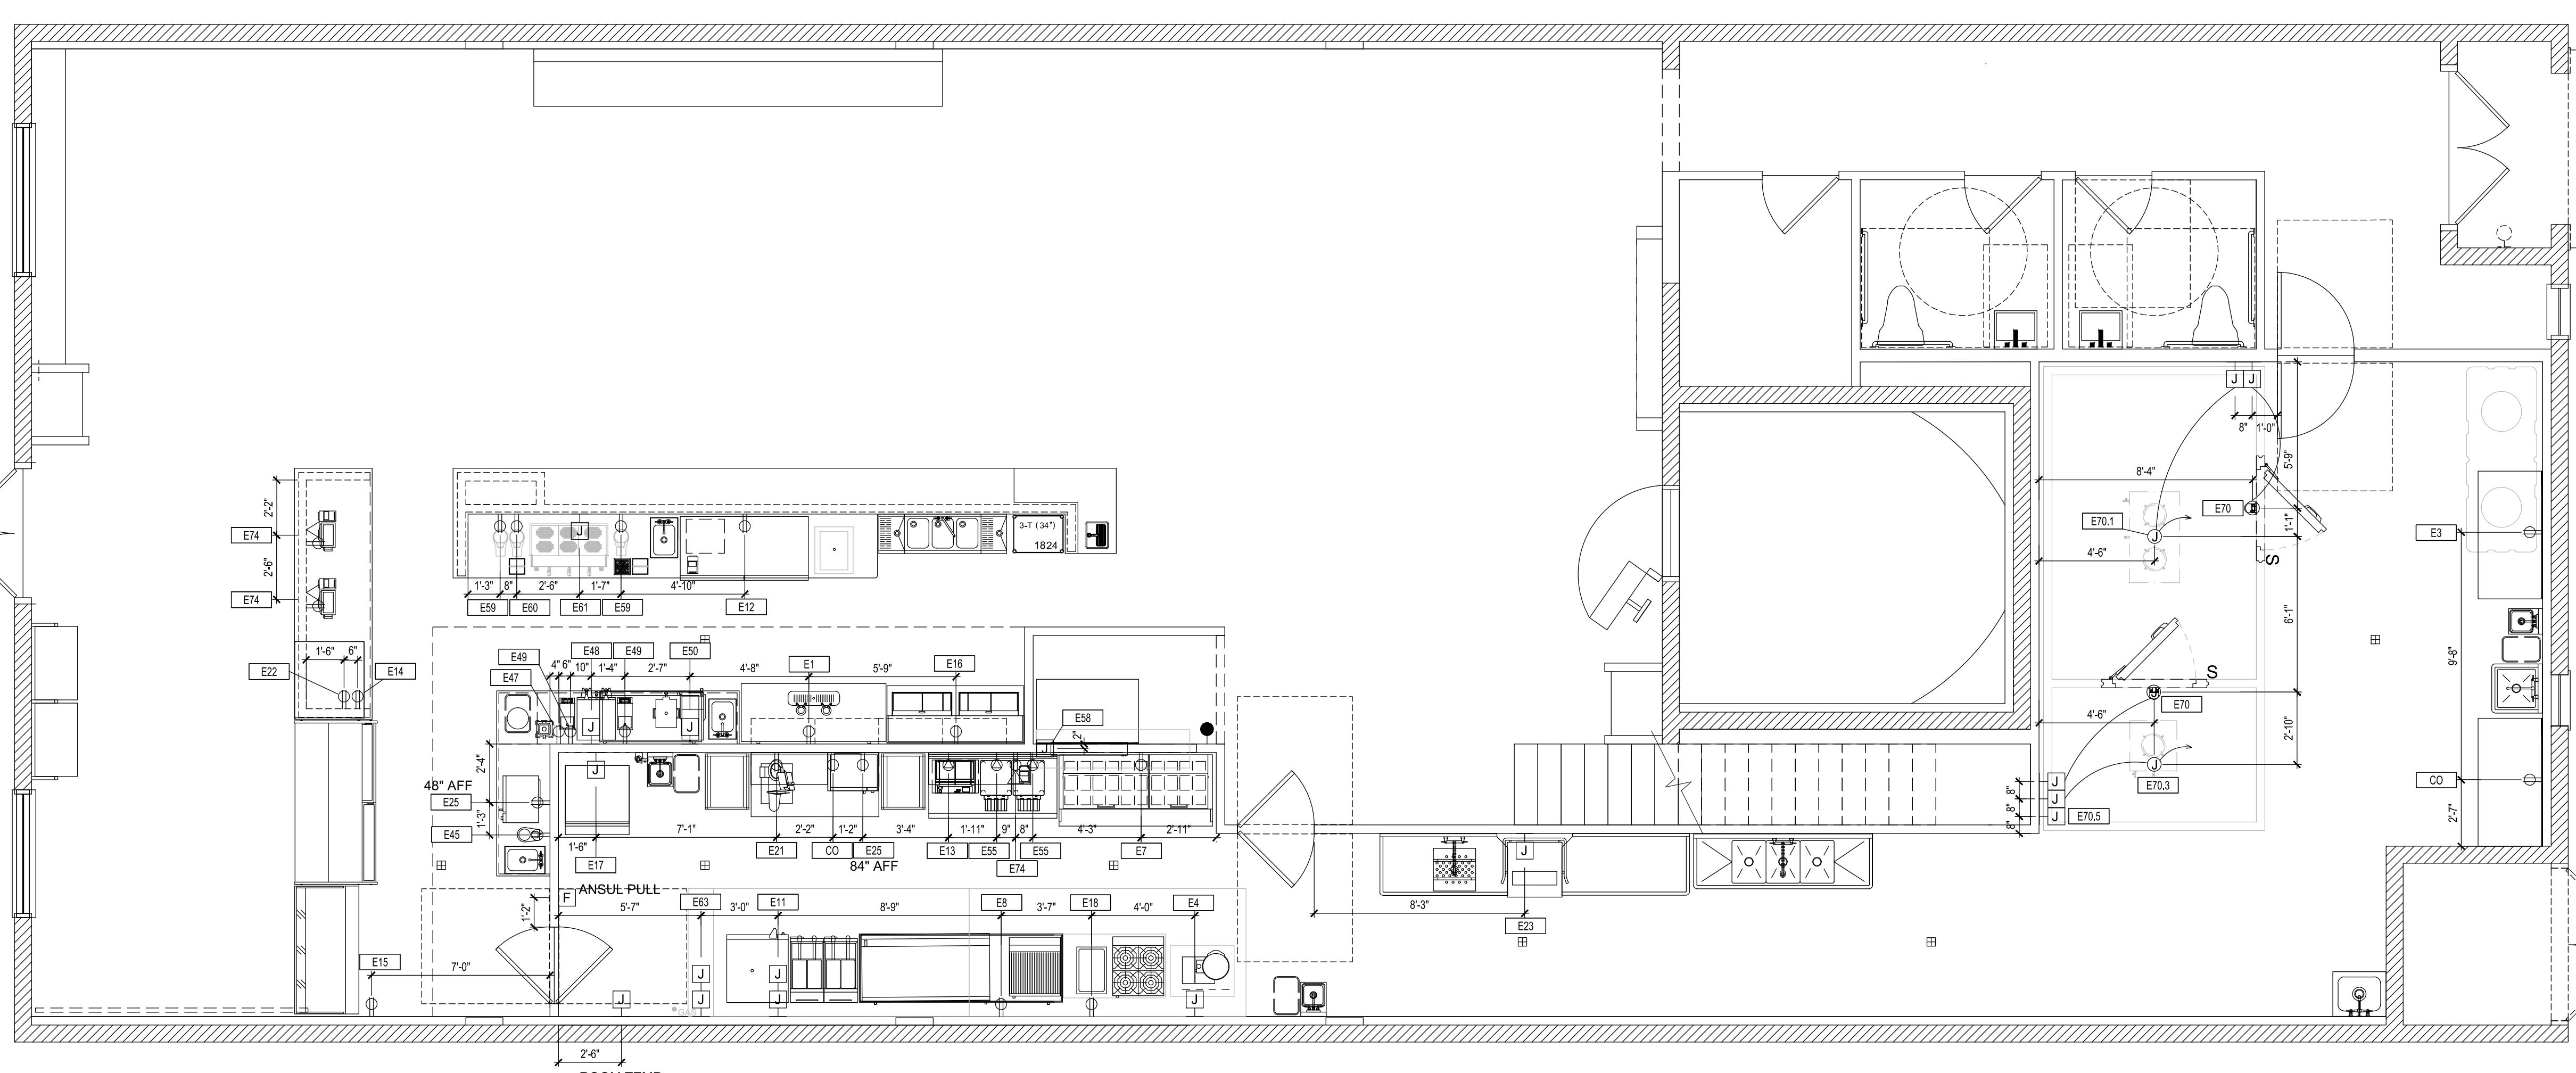 J J
8" 1'-0"
5'-9"
8'-4"
2'-2"
E74
2'-6"
E74
J
3-T (34")
1824
E70
E70.1
J
1'-1"
E3
4'-6"
S
1'-3" 8" 2'-6" 1'-7" 4'-10"
E59 E60 E61 E59 E12
6'-1"
9'-8"
1'-6" 6"
E22 E14
E49 E48 E49 E50
4" 6" 10" 1'-4" 2'-7" 4'-8" E1 5'-9" E16
E47
S
J
E70
4'-6"
2'-10"
J J
E58
J
2"
2'-4"
48" AFF
E25
1'-3"
E45
J
J
E70.3
CO
2'-7"
J
8"
J
8"
J
8"
E70.5
7'-1" 2'-2" 1'-2" 3'-4" 1'-11" 9" 8" 4'-3" 2'-11"
1'-6"
E17 E21 CO E25 E13 E55 E55 E7
84" AFF
E74
J
F
ANSUL PULL
1'-2"
5'-7" E63 3'-0" E11 8'-9" E8 3'-7" E18 4'-0" E4
8'-3"
E23
E15
7'-0"
J J
J J J J
GAS
2'-6"